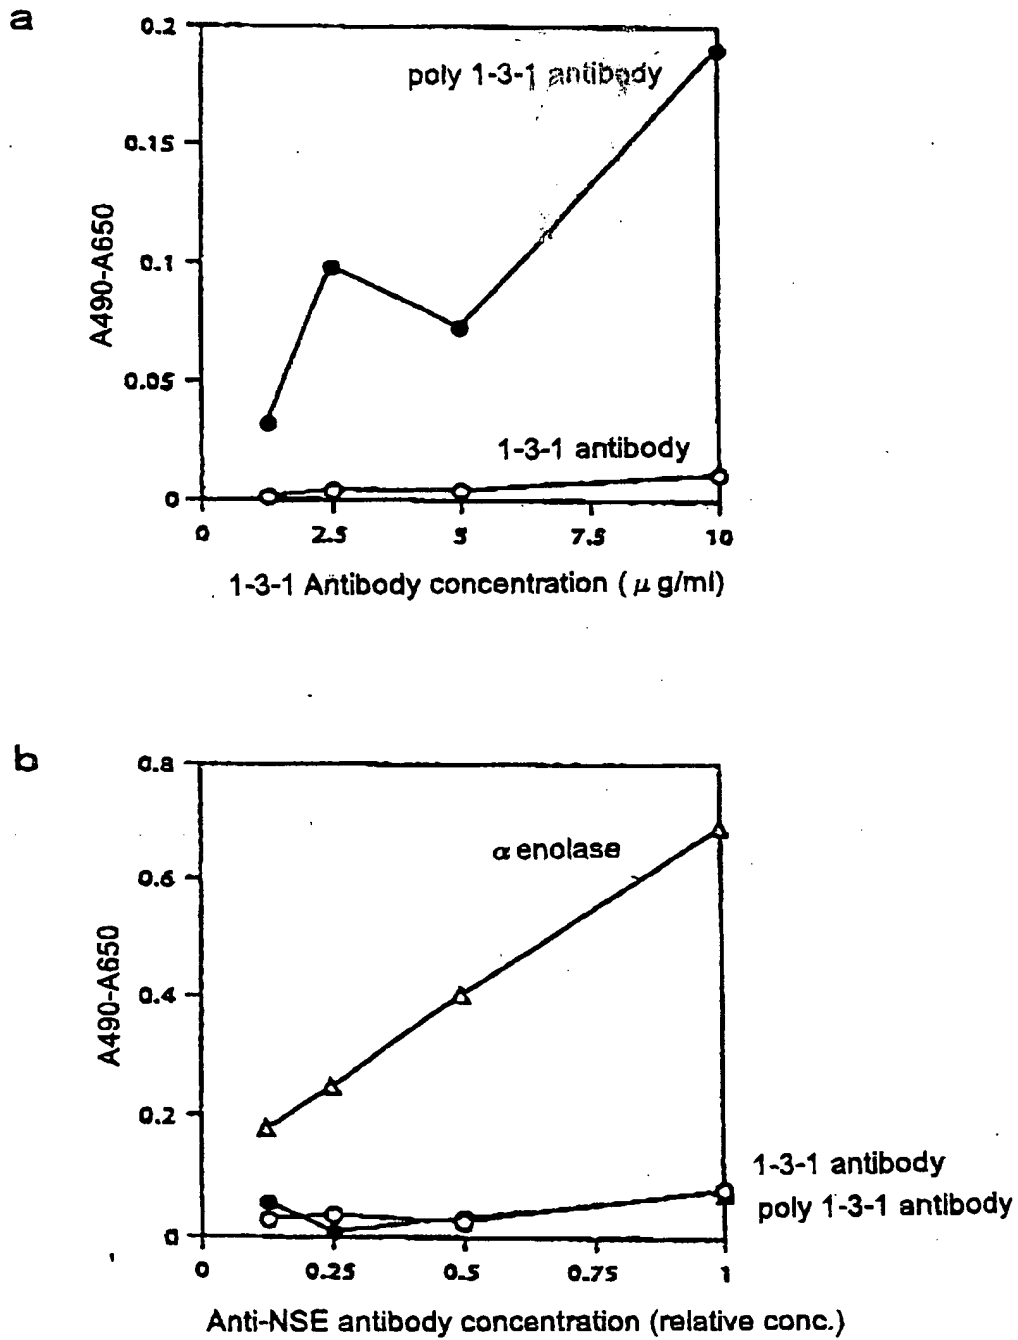 a
0.2
poly 1-3-1 antibody
0.15
A490-A650
0.1
0.05
1-3-1 antibody
0
0 2.5 5 7.5 10
1-3-1 Antibody concentration (μg/ml)
b
0.8
α enolase
0.6
A490-A650
0.4
0.2
1-3-1 antibody
poly 1-3-1 antibody
0
0 0.25 0.5 0.75 1
Anti-NSE antibody concentration (relative conc.)